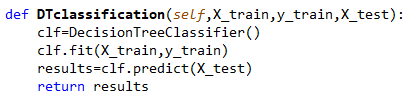 def DTclassification(self,X_train,y_train,X_test):
    clf=DecisionTreeClassifier()
    clf.fit(X_train,y_train)
    results=clf.predict(X_test)
    return results